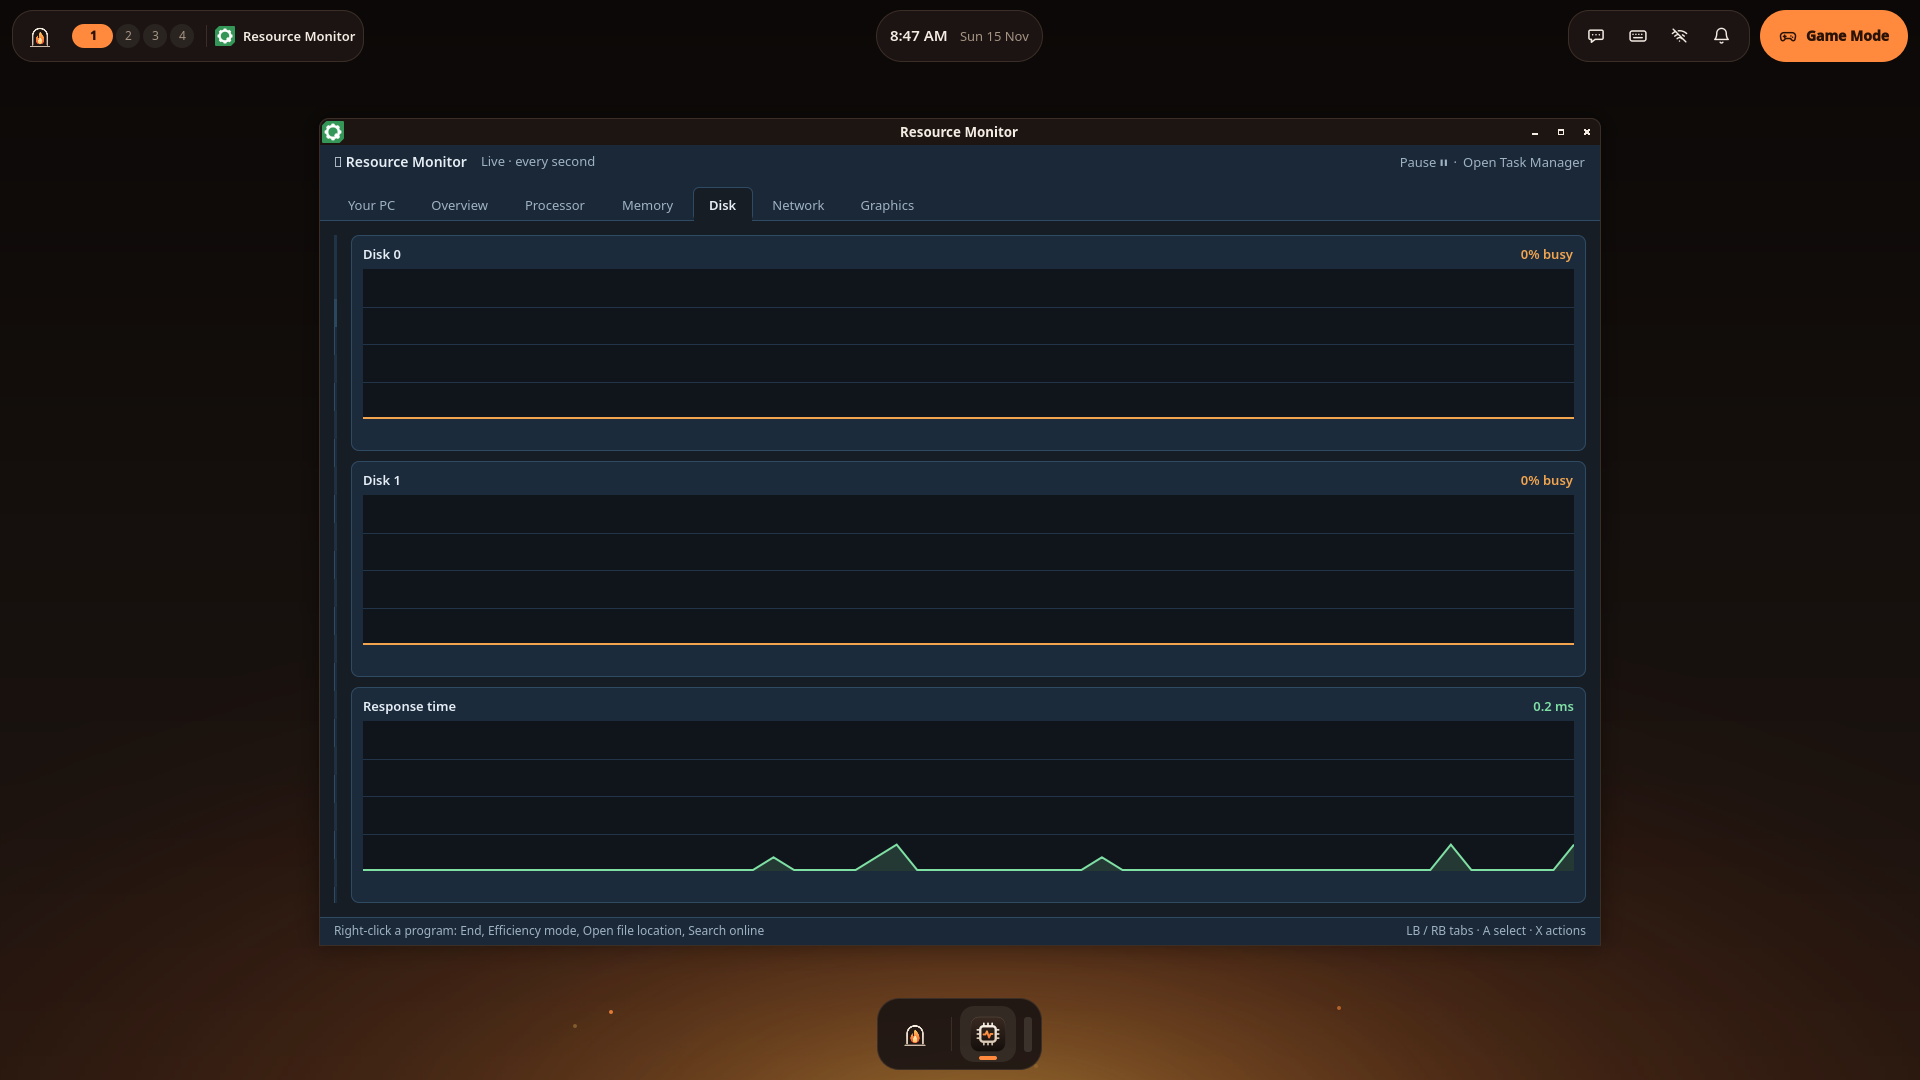 1 2 3 4 Resource Monitor
8:47 AM Sun 15 Nov
Game Mode
Resource Monitor
Resource Monitor Live · every second
Pause · Open Task Manager
Your PC Overview Processor Memory Disk Network Graphics
Disk 0 0% busy
Disk 1 0% busy
Response time 0.2 ms
Right-click a program: End, Efficiency mode, Open file location, Search online
LB / RB tabs · A select · X actions